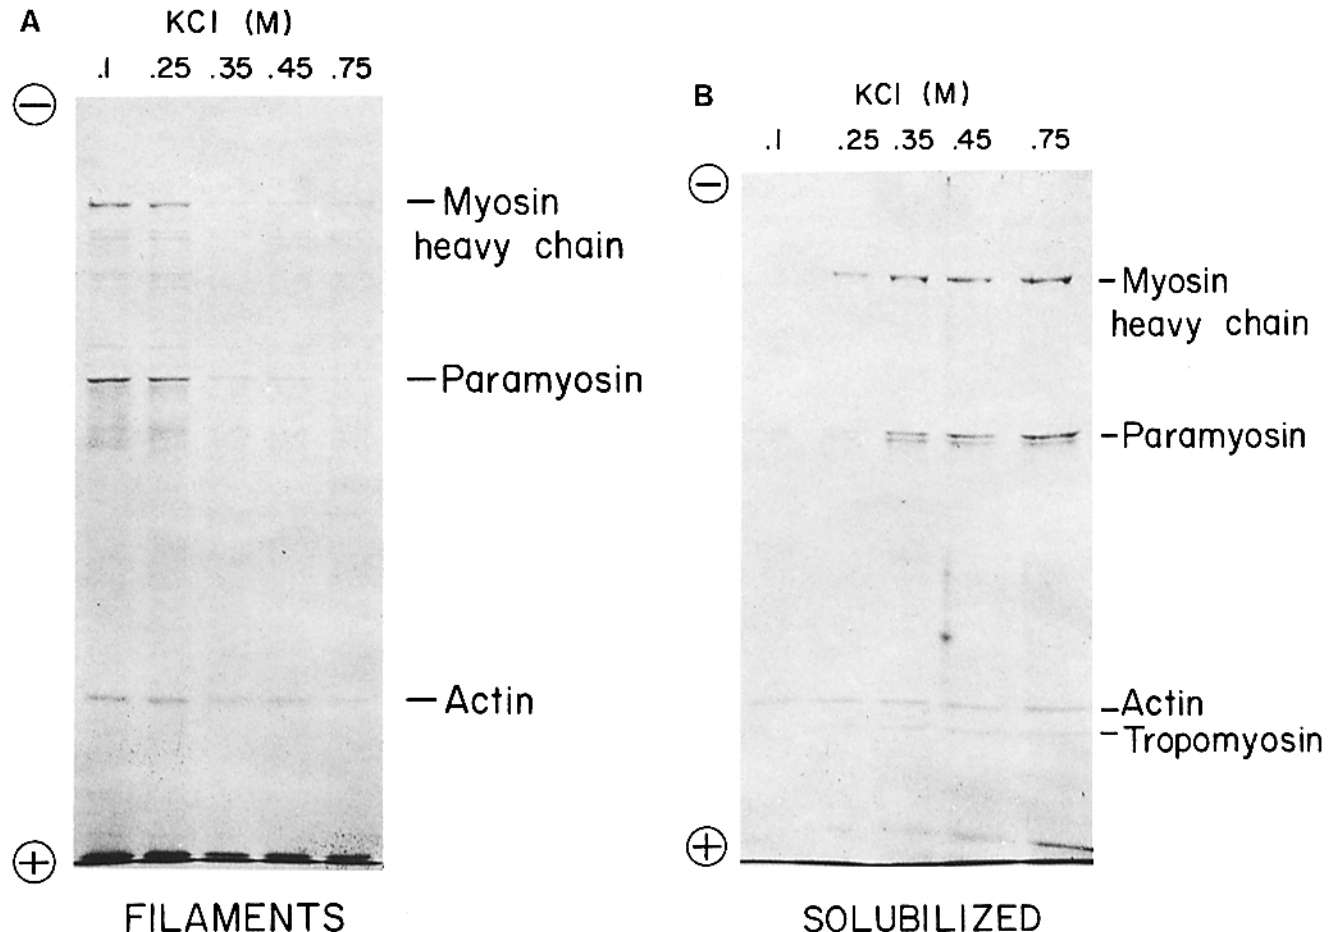 A
KCl (M)
.1 .25 .35 .45 .75
−
Myosin
heavy chain
Paramyosin
Actin
+
FILAMENTS
B
KCl (M)
.1 .25 .35 .45 .75
−
Myosin
heavy chain
Paramyosin
Actin
Tropomyosin
+
SOLUBILIZED